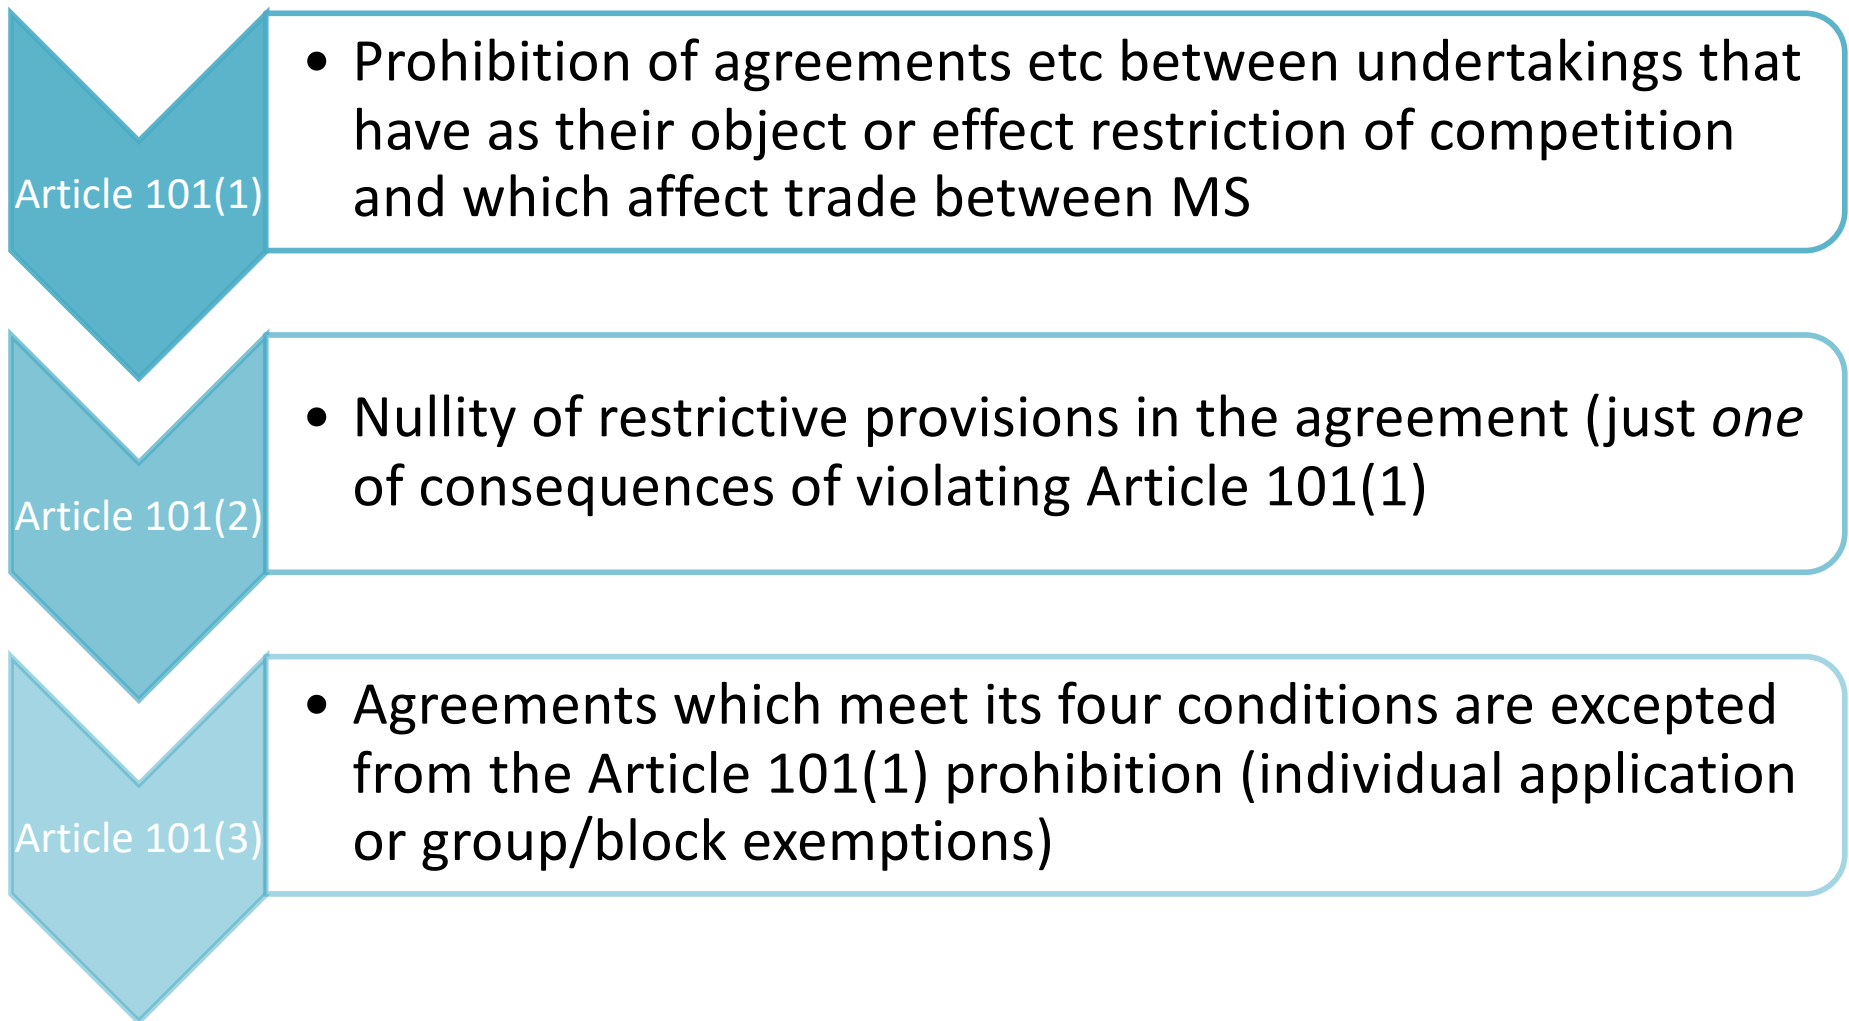 Article 101(1)
• Prohibition of agreements etc between undertakings that
have as their object or effect restriction of competition
and which affect trade between MS
Article 101(2)
• Nullity of restrictive provisions in the agreement (just one
of consequences of violating Article 101(1)
Article 101(3)
• Agreements which meet its four conditions are excepted
from the Article 101(1) prohibition (individual application
or group/block exemptions)